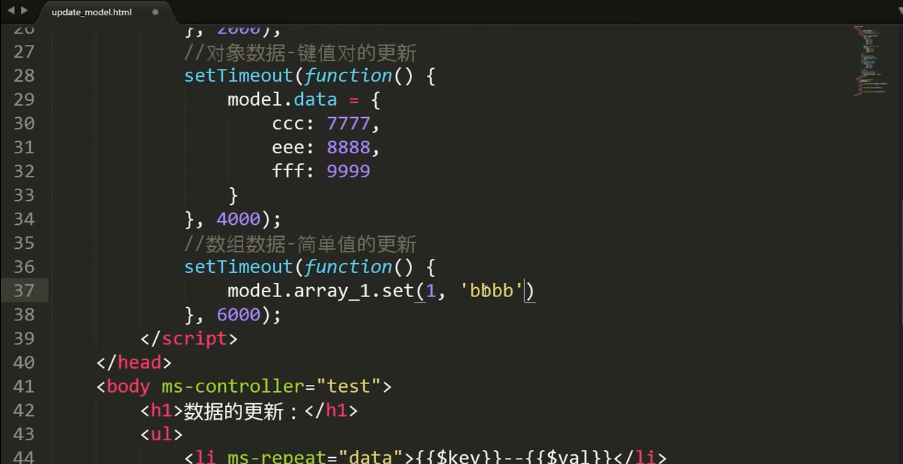 update_model.html
26 }, 2000);
27 //对象数据-键值对的更新
28 setTimeout(function() {
29 model.data = {
30 ccc: 7777,
31 eee: 8888,
32 fff: 9999
33 }
34 }, 4000);
35 //数组数据-简单值的更新
36 setTimeout(function() {
37 model.array_1.set(1, 'bbbb')
38 }, 6000);
39 </script>
40 </head>
41 <body ms-controller="test">
42 <h1>数据的更新：</h1>
43 <ul>
44 <li ms-repeat="data">{{$key}}--{{$val}}</li>